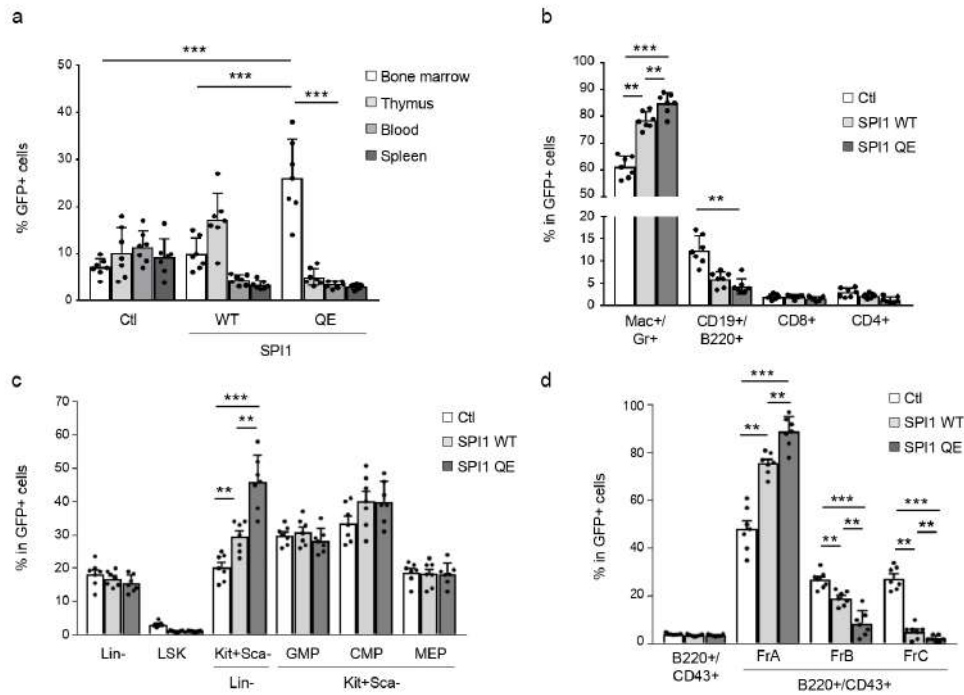 a
***
***
***
50
40
30
20
10
0
% GFP+ cells
Bone marrow
Thymus
Blood
Spleen
Ctl
WT
QE
SPI1
b
***
**
**
**
100
90
80
70
60
50
15
10
5
0
% in GFP+ cells
Ctl
SPI1 WT
SPI1 QE
Mac+/
Gr+
CD19+/
B220+
CD8+
CD4+
c
***
**
**
70
60
50
40
30
20
10
0
% in GFP+ cells
Ctl
SPI1 WT
SPI1 QE
Lin-
LSK
Kit+Sca-
GMP
CMP
MEP
Lin-
Kit+Sca-
d
***
**
**
***
**
**
***
**
**
100
80
60
40
20
0
% in GFP+ cells
Ctl
SPI1 WT
SPI1 QE
B220+/
CD43+
FrA
FrB
FrC
B220+/CD43+